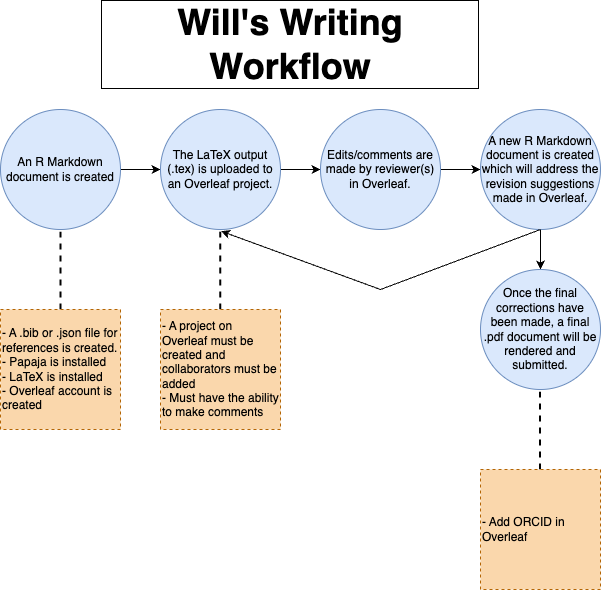 Will's Writing
Workflow
An R Markdown
document is created
The LaTeX output
(.tex) is uploaded to
an Overleaf project.
Edits/comments are
made by reviewer(s)
in Overleaf.
A new R Markdown
document is created
which will address the
revision suggestions
made in Overleaf.
Once the final
corrections have
been made, a final
.pdf document will be
rendered and
submitted.
- A .bib or .json file for
references is created.
- Papaja is installed
- LaTeX is installed
- Overleaf account is
created
- A project on
Overleaf must be
created and
collaborators must be
added
- Must have the ability
to make comments
- Add ORCID in
Overleaf